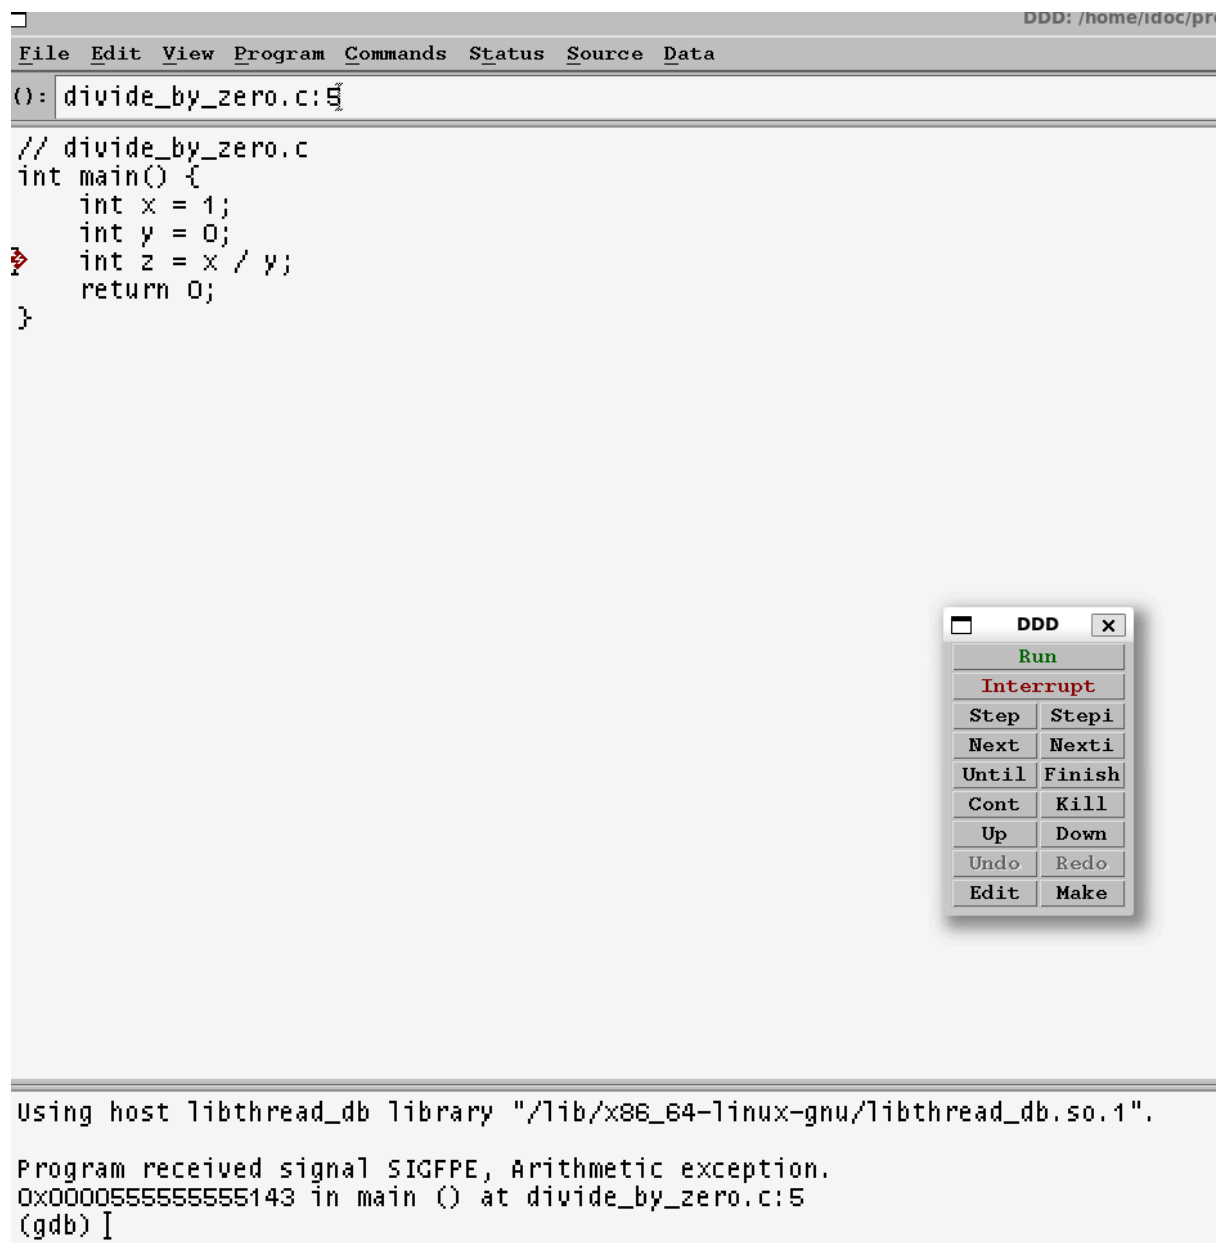 DDD: /home/idoc/pr
File Edit View Program Commands Status Source Data
(): divide_by_zero.c:5
// divide_by_zero.c
int main() {
    int x = 1;
    int y = 0;
    int z = x / y;
    return 0;
}
DDD
Run
Interrupt
Step Stepi
Next Nexti
Until Finish
Cont Kill
Up Down
Undo Redo
Edit Make
Using host libthread_db library "/lib/x86_64-linux-gnu/libthread_db.so.1".
Program received signal SIGFPE, Arithmetic exception.
0x0000555555555143 in main () at divide_by_zero.c:5
(gdb)